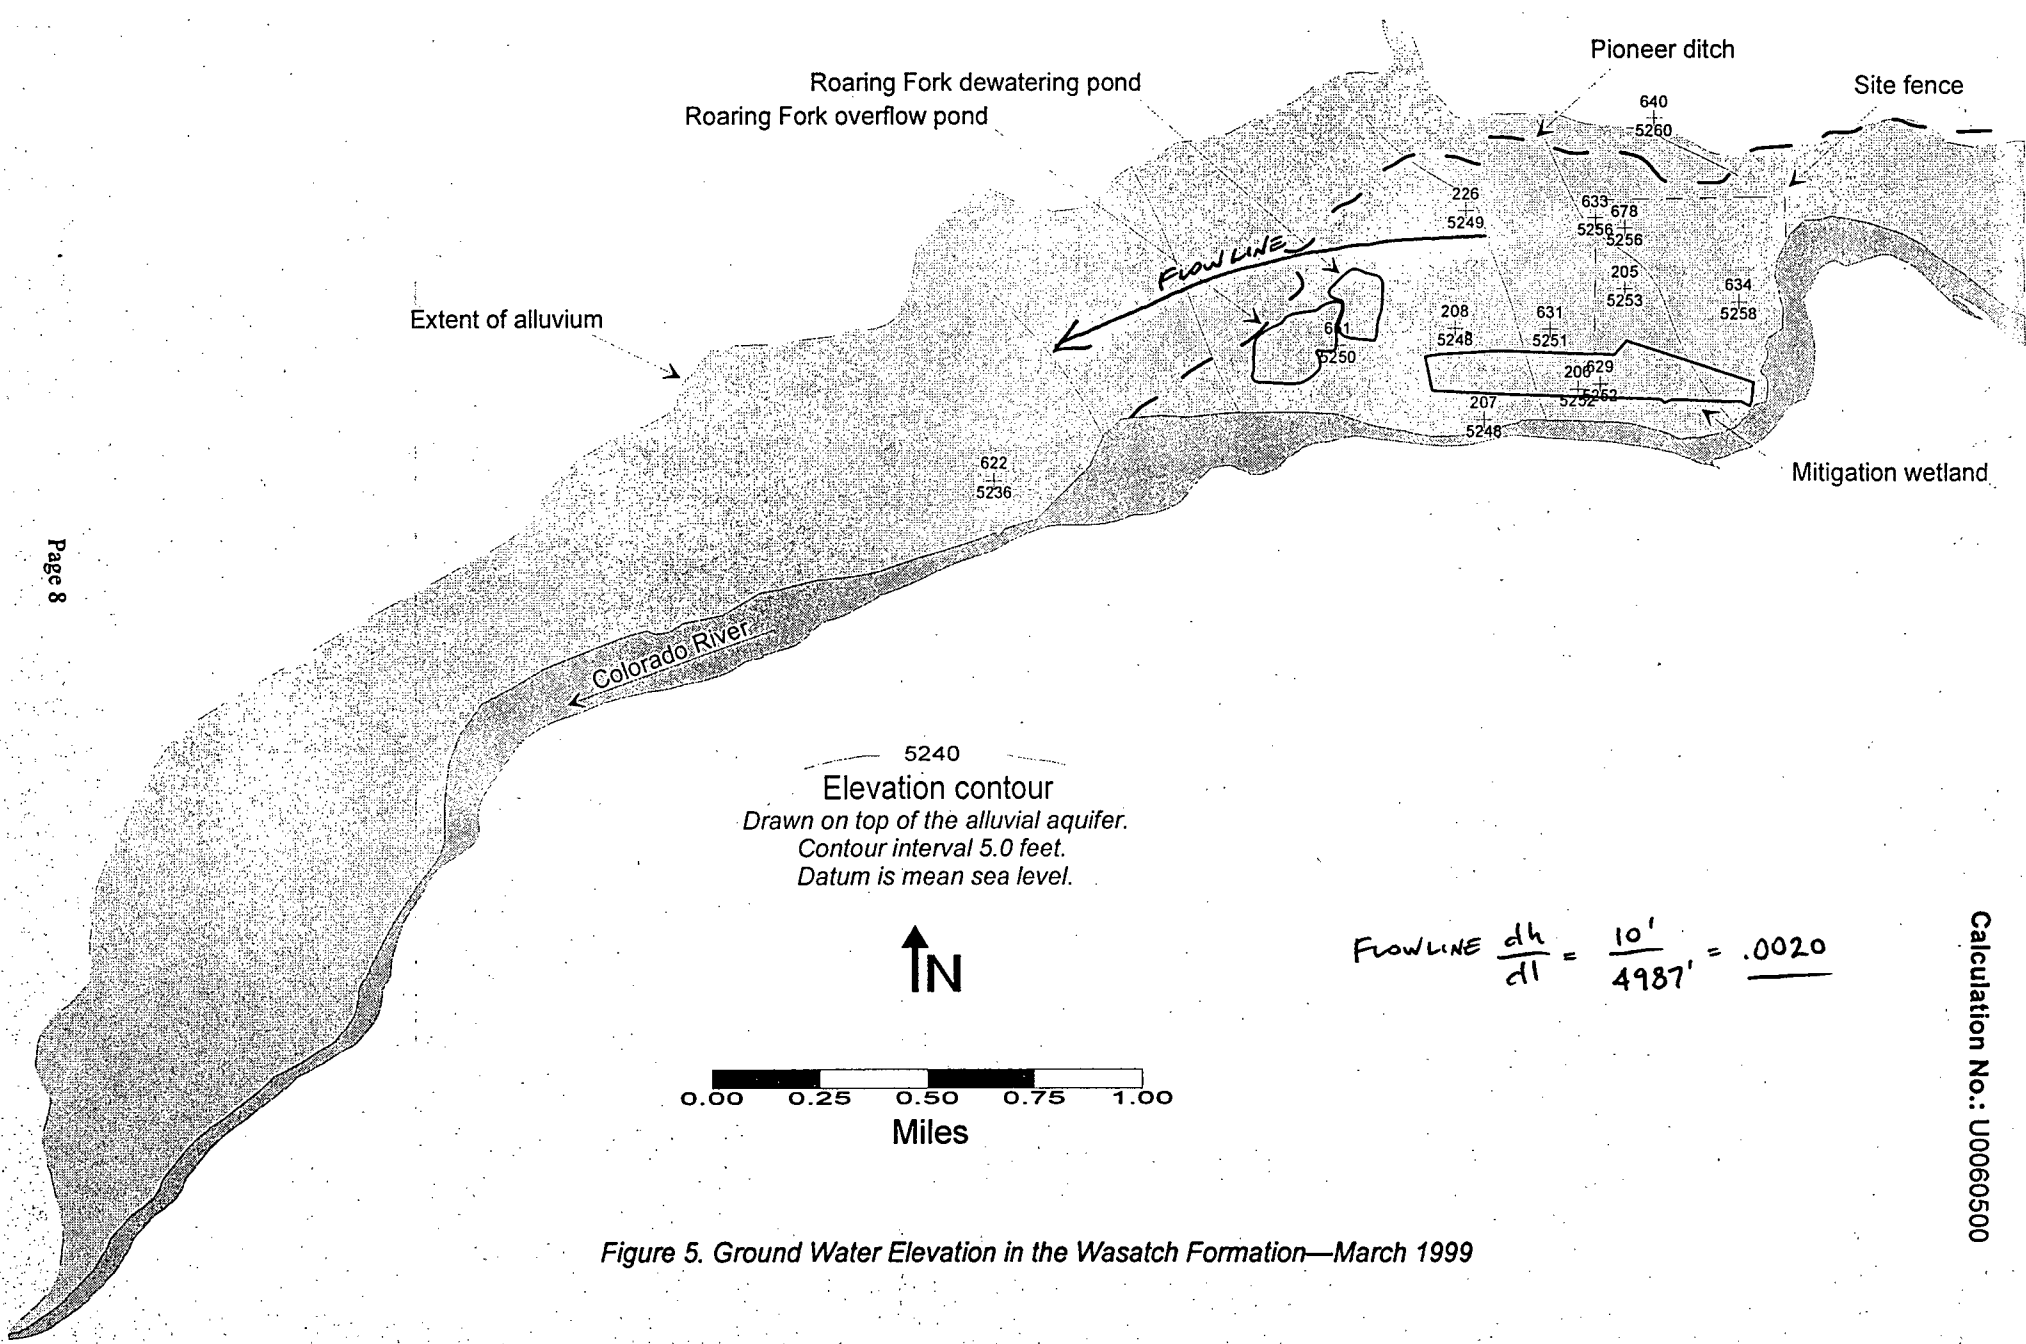 Pioneer ditch
Roaring Fork dewatering pond
Site fence
Roaring Fork overflow pond
640
5260
226
5249
633
5256
678
5256
FLOWLINE
205
5253
634
5258
Extent of alluvium
208
5248
631
5251
5250
206
629
5252
207
5248
622
5236
Mitigation wetland
Page 8
Colorado River
5240
Elevation contour
Drawn on top of the alluvial aquifer.
Contour interval 5.0 feet.
Datum is mean sea level.
N
FLOWLINE dh/dl = 10'/4987' = .0020
Calculation No.: U0060500
0.00 0.25 0.50 0.75 1.00
Miles
Figure 5. Ground Water Elevation in the Wasatch Formation—March 1999